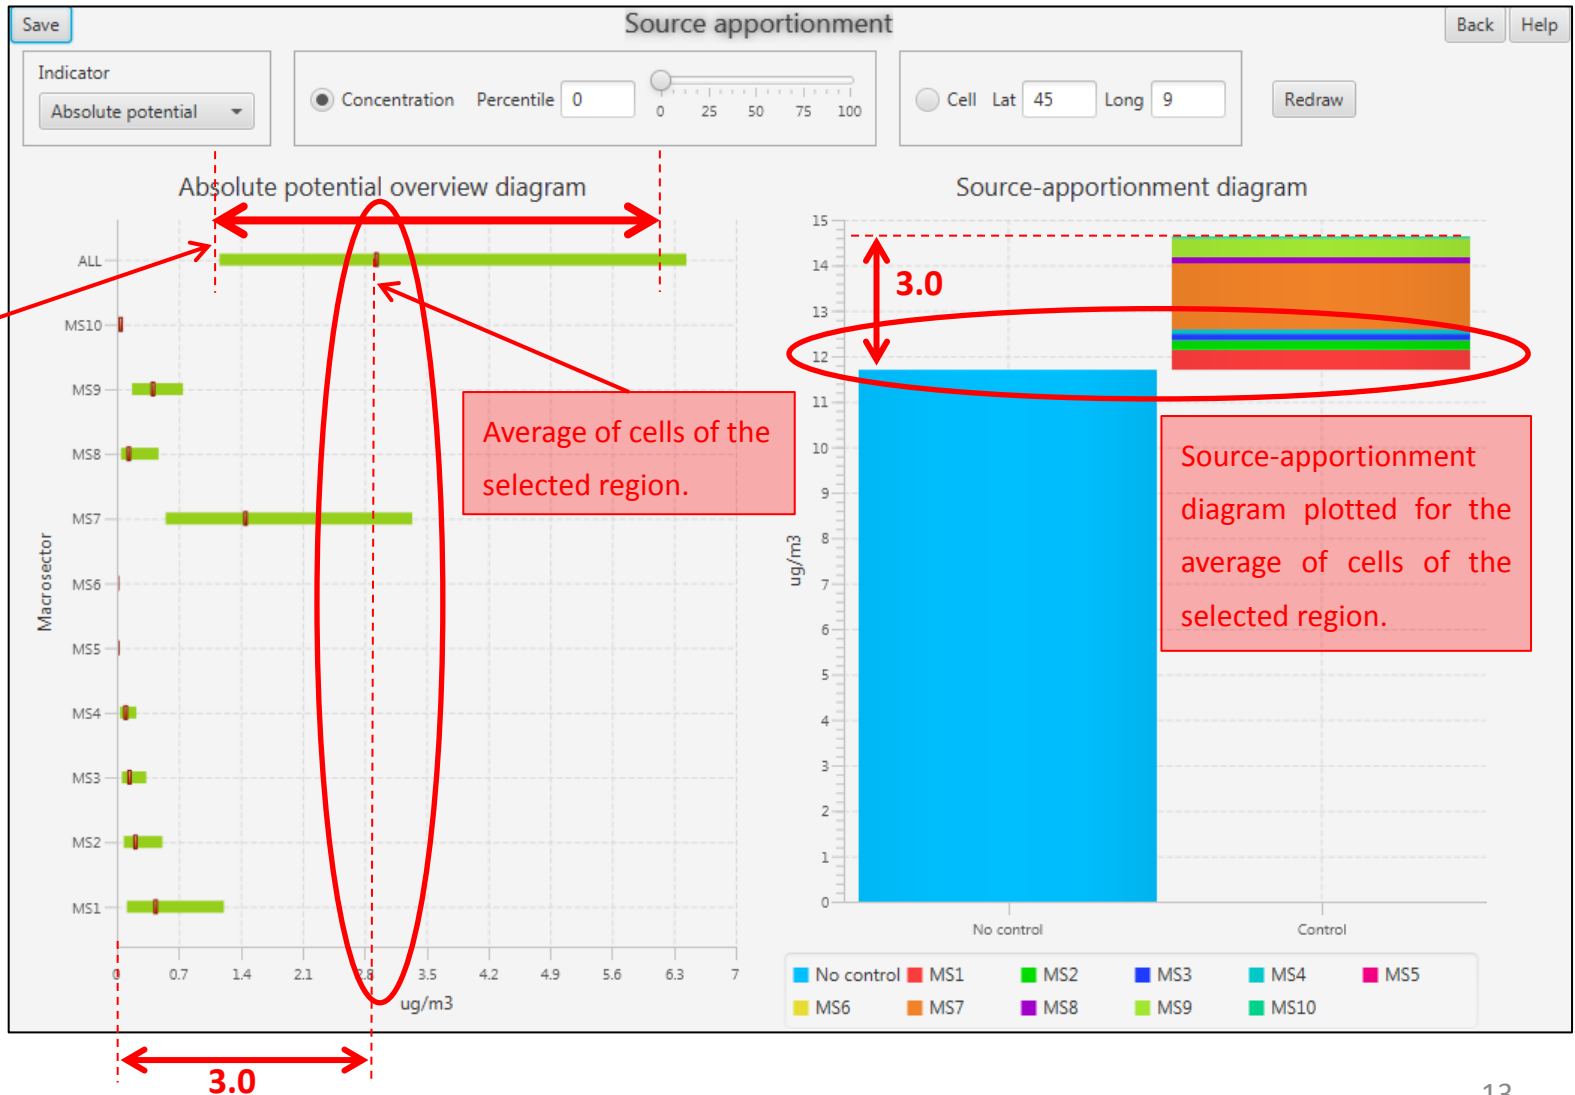 Save
Source apportionment
Back
Help
Indicator
Absolute potential
Concentration Percentile 0
0 25 50 75 100
Cell Lat 45 Long 9
Redraw
Absolute potential overview diagram
ALL
MS10
MS9
MS8
MS7
MS6
MS5
MS4
MS3
MS2
MS1
Macrosector
0 0.7 1.4 2.1 2.8 3.5 4.2 4.9 5.6 6.3 7
ug/m3
3.0
Average of cells of the
selected region.
Source-apportionment diagram
15
14
13
12
11
10
9
8
7
6
5
4
3
2
1
0
ug/m3
3.0
Source-apportionment
diagram plotted for the
average of cells of the
selected region.
No control Control
No control MS1 MS2 MS3 MS4 MS5
MS6 MS7 MS8 MS9 MS10
13